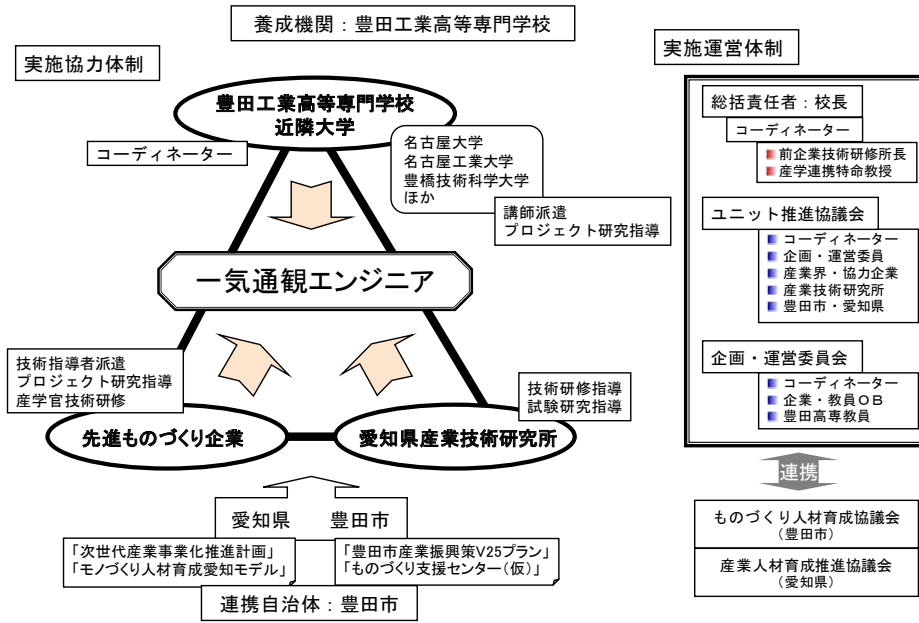 養成機関：豊田工業高等専門学校
実施協力体制
豊田工業高等専門学校
近隣大学
コーディネーター
名古屋大学
名古屋工業大学
豊橋技術科学大学
ほか
講師派遣
プロジェクト研究指導
一気通観エンジニア
技術指導者派遣
プロジェクト研究指導
産学官技術研修
技術研修指導
試験研究指導
先進ものづくり企業
愛知県産業技術研究所
愛知県　豊田市
「次世代産業事業化推進計画」
「モノづくり人材育成愛知モデル」
「豊田市産業振興策V25プラン」
「ものづくり支援センター(仮)」
連携自治体：豊田市
実施運営体制
総括責任者：校長
コーディネーター
前企業技術研修所長
産学連携特命教授
ユニット推進協議会
コーディネーター
企画・運営委員
産業界・協力企業
産業技術研究所
豊田市・愛知県
企画・運営委員会
コーディネーター
企業・教員ＯＢ
豊田高専教員
連携
ものづくり人材育成協議会
（豊田市）
産業人材育成推進協議会
（愛知県）